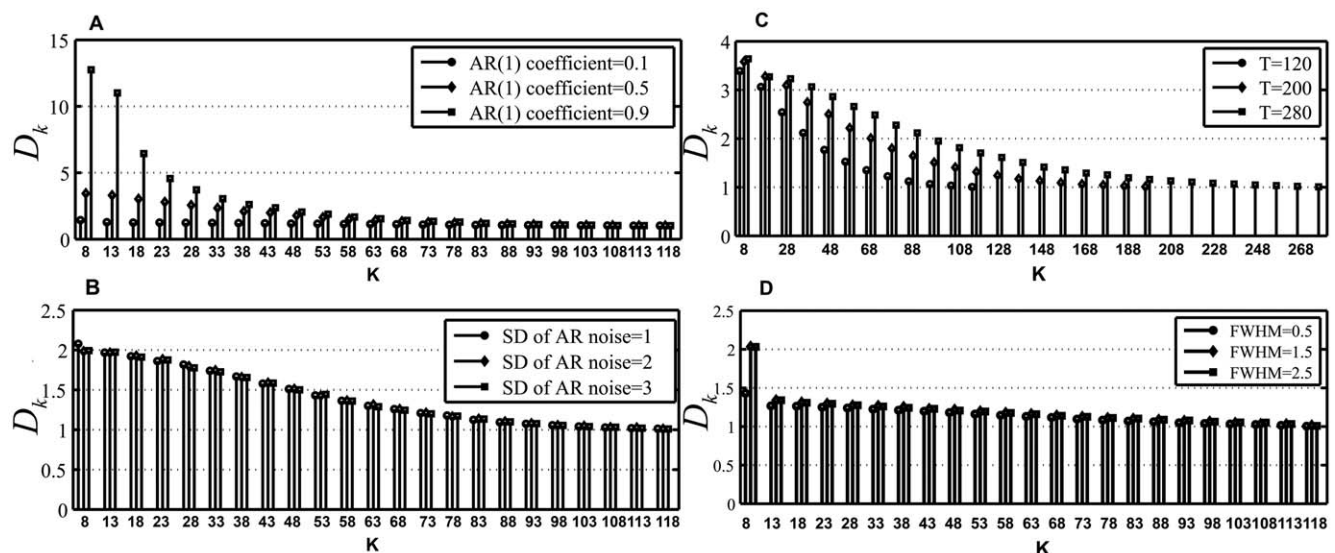 A
15
10
5
0
D_k
AR(1) coefficient=0.1
AR(1) coefficient=0.5
AR(1) coefficient=0.9
8 13 18 23 28 33 38 43 48 53 58 63 68 73 78 83 88 93 98 103 108 113 118
K
B
2.5
2
1.5
1
0.5
0
D_k
SD of AR noise=1
SD of AR noise=2
SD of AR noise=3
8 13 18 23 28 33 38 43 48 53 58 63 68 73 78 83 88 93 98 103 108 113 118
K
C
4
3
2
1
0
D_k
T=120
T=200
T=280
8 28 48 68 88 108 128 148 168 188 208 228 248 268
K
D
2.5
2
1.5
1
0.5
0
D_k
FWHM=0.5
FWHM=1.5
FWHM=2.5
8 13 18 23 28 33 38 43 48 53 58 63 68 73 78 83 88 93 98 103 108 113 118
K